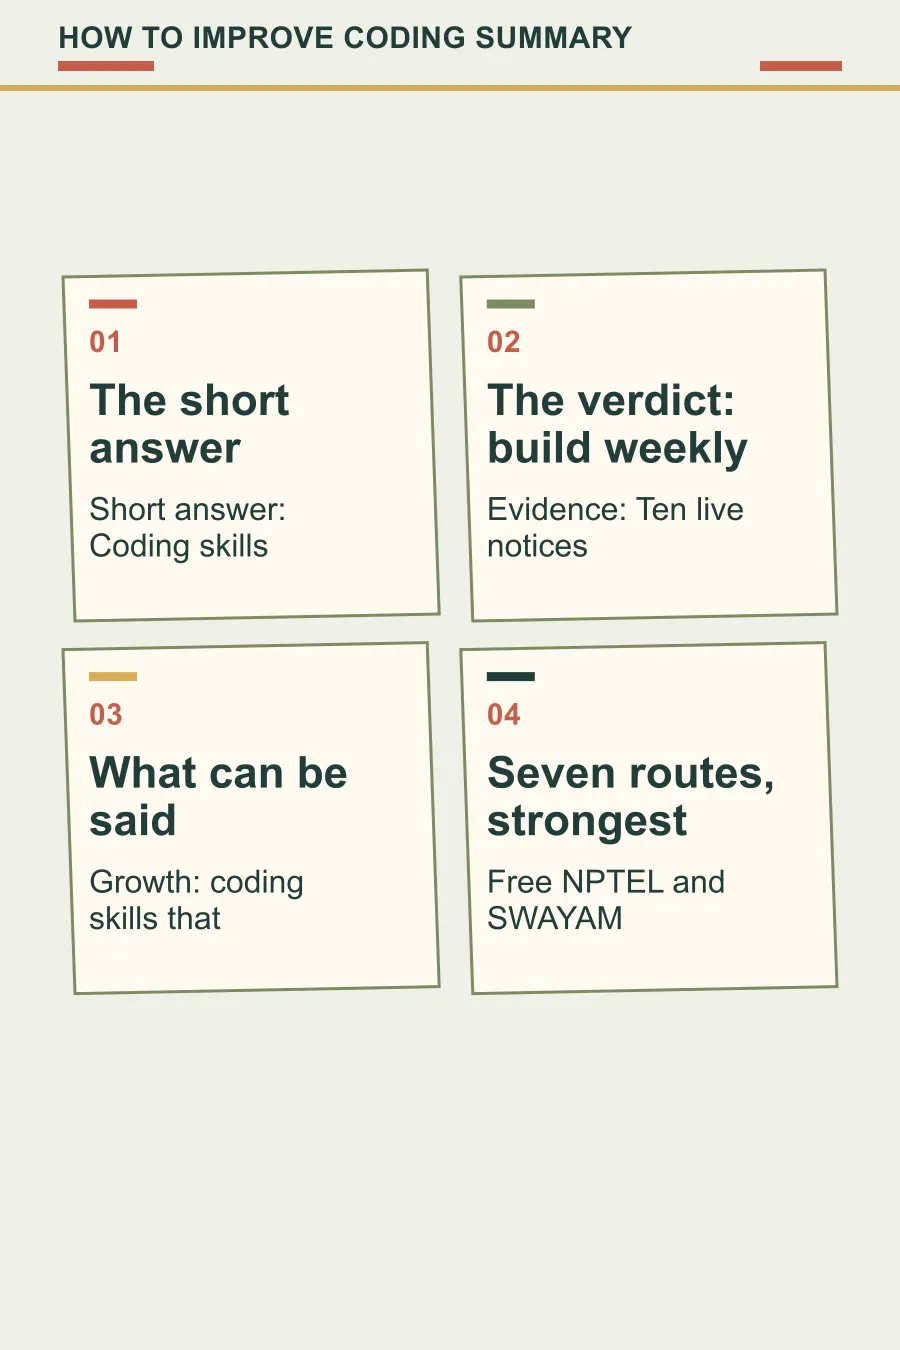 HOW TO IMPROVE CODING SUMMARY
01
The short
answer
Short answer:
Coding skills
02
The verdict:
build weekly
Evidence: Ten live
notices
03
What can be
said
Growth: coding
skills that
04
Seven routes,
strongest
Free NPTEL and
SWAYAM